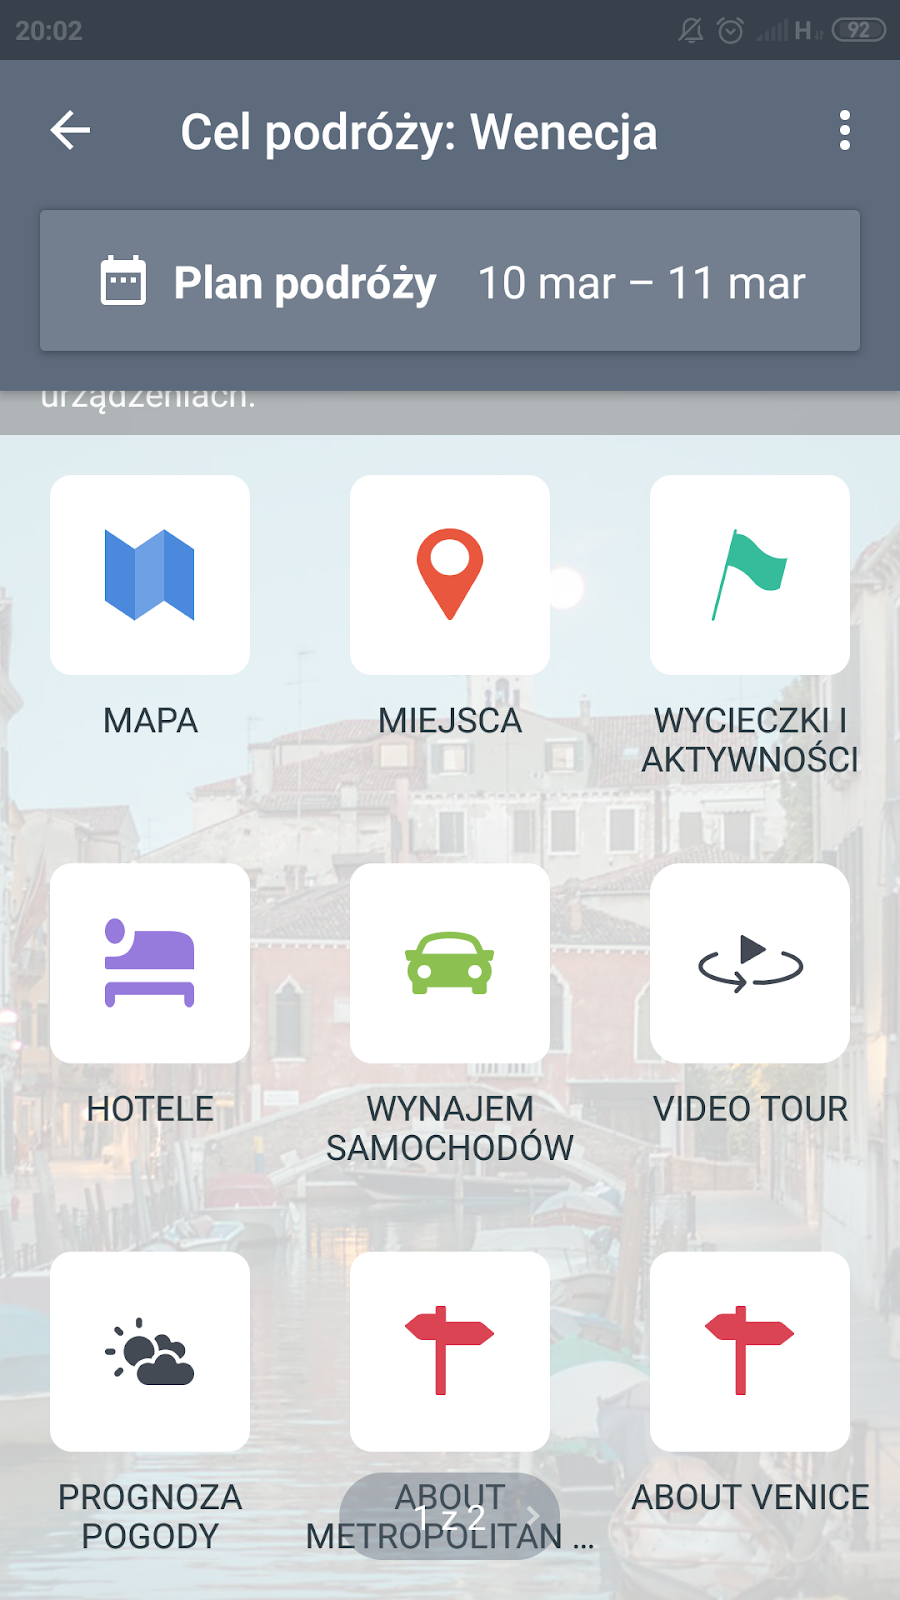 20:02
H
92
Cel podróży: Wenecja
Plan podróży 10 mar – 11 mar
urządzeniach.
MAPA
MIEJSCA
WYCIECZKI I
AKTYWNOŚCI
HOTELE
WYNAJEM
SAMOCHODÓW
VIDEO TOUR
PROGNOZA
POGODY
ABOUT
METROPOLITAN ...
ABOUT VENICE
1 z 2